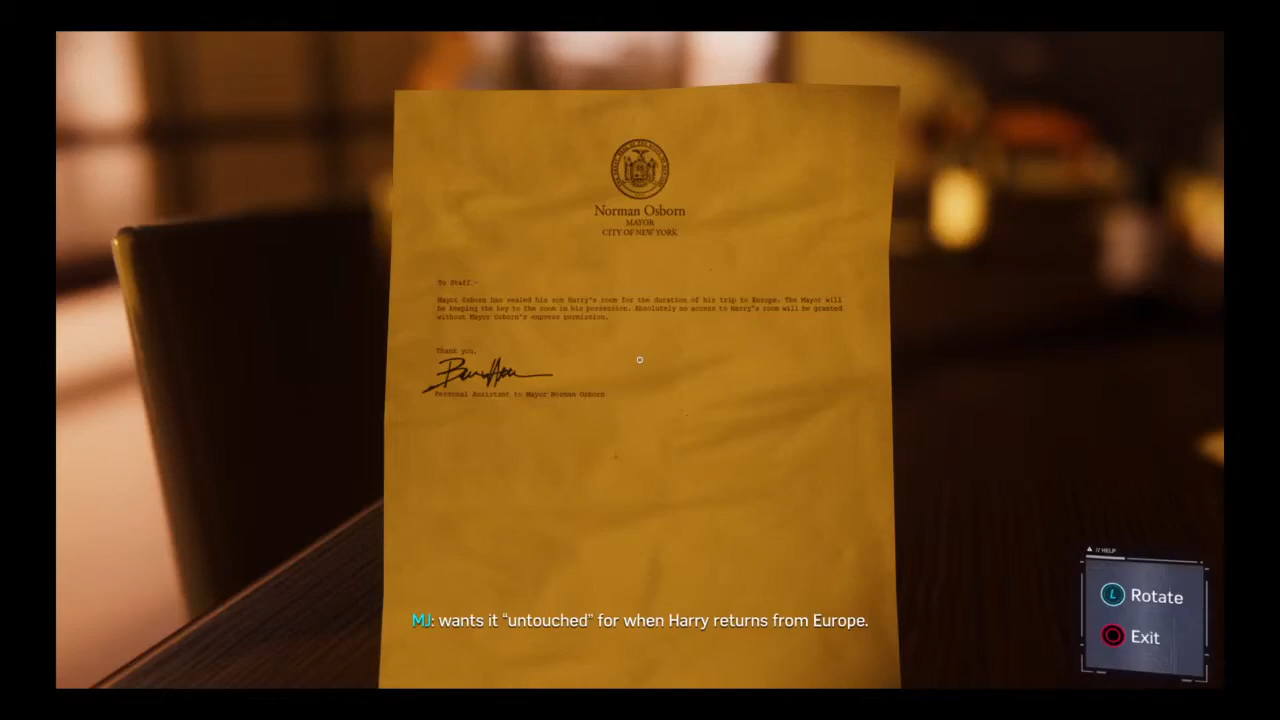 Norman Osborn
MAYOR
CITY OF NEW YORK
To Staff,-
Mayor Osborn has sealed his son Harry's room for the duration of his trip to Europe. The Mayor will
be keeping the key to the room in his possession. Absolutely no access to Harry's room will be granted
without Mayor Osborn's express permission.
Thank you,
Personal Assistant to Mayor Norman Osborn
MJ: wants it “untouched” for when Harry returns from Europe.
// HELP
L Rotate
Exit